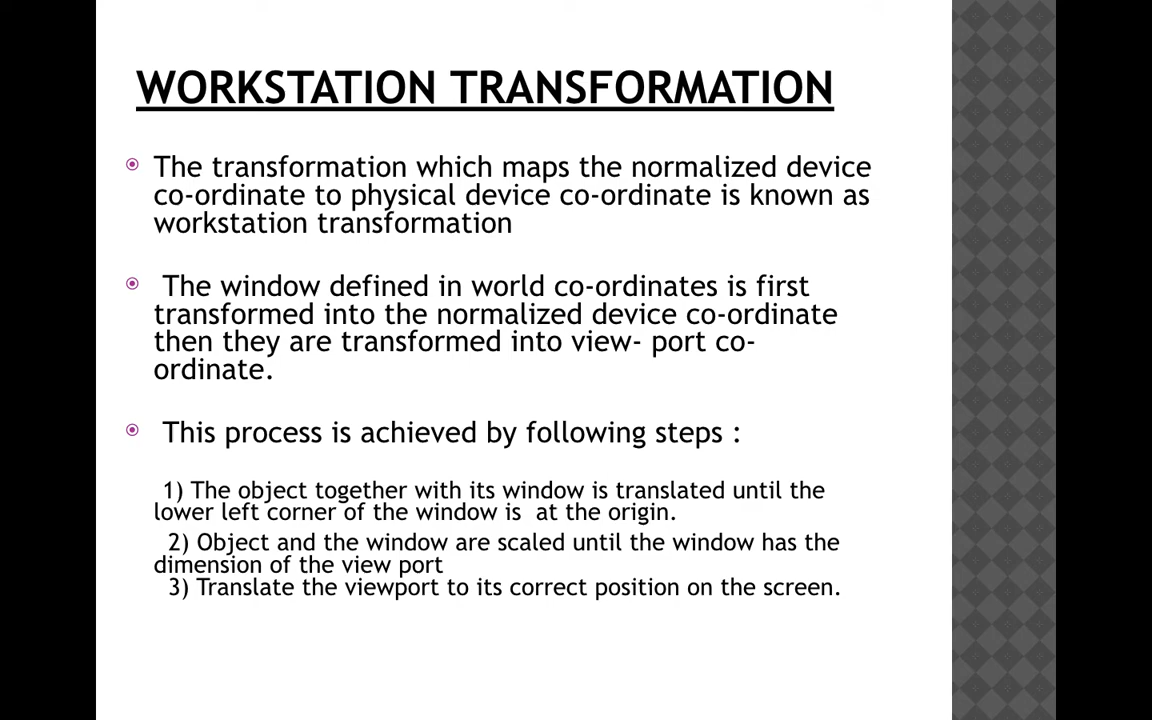 WORKSTATION TRANSFORMATION
The transformation which maps the normalized device
co-ordinate to physical device co-ordinate is known as
workstation transformation
The window defined in world co-ordinates is first
transformed into the normalized device co-ordinate
then they are transformed into view- port co-
ordinate.
This process is achieved by following steps :
1) The object together with its window is translated until the
lower left corner of the window is  at the origin.
2) Object and the window are scaled until the window has the
dimension of the view port
3) Translate the viewport to its correct position on the screen.